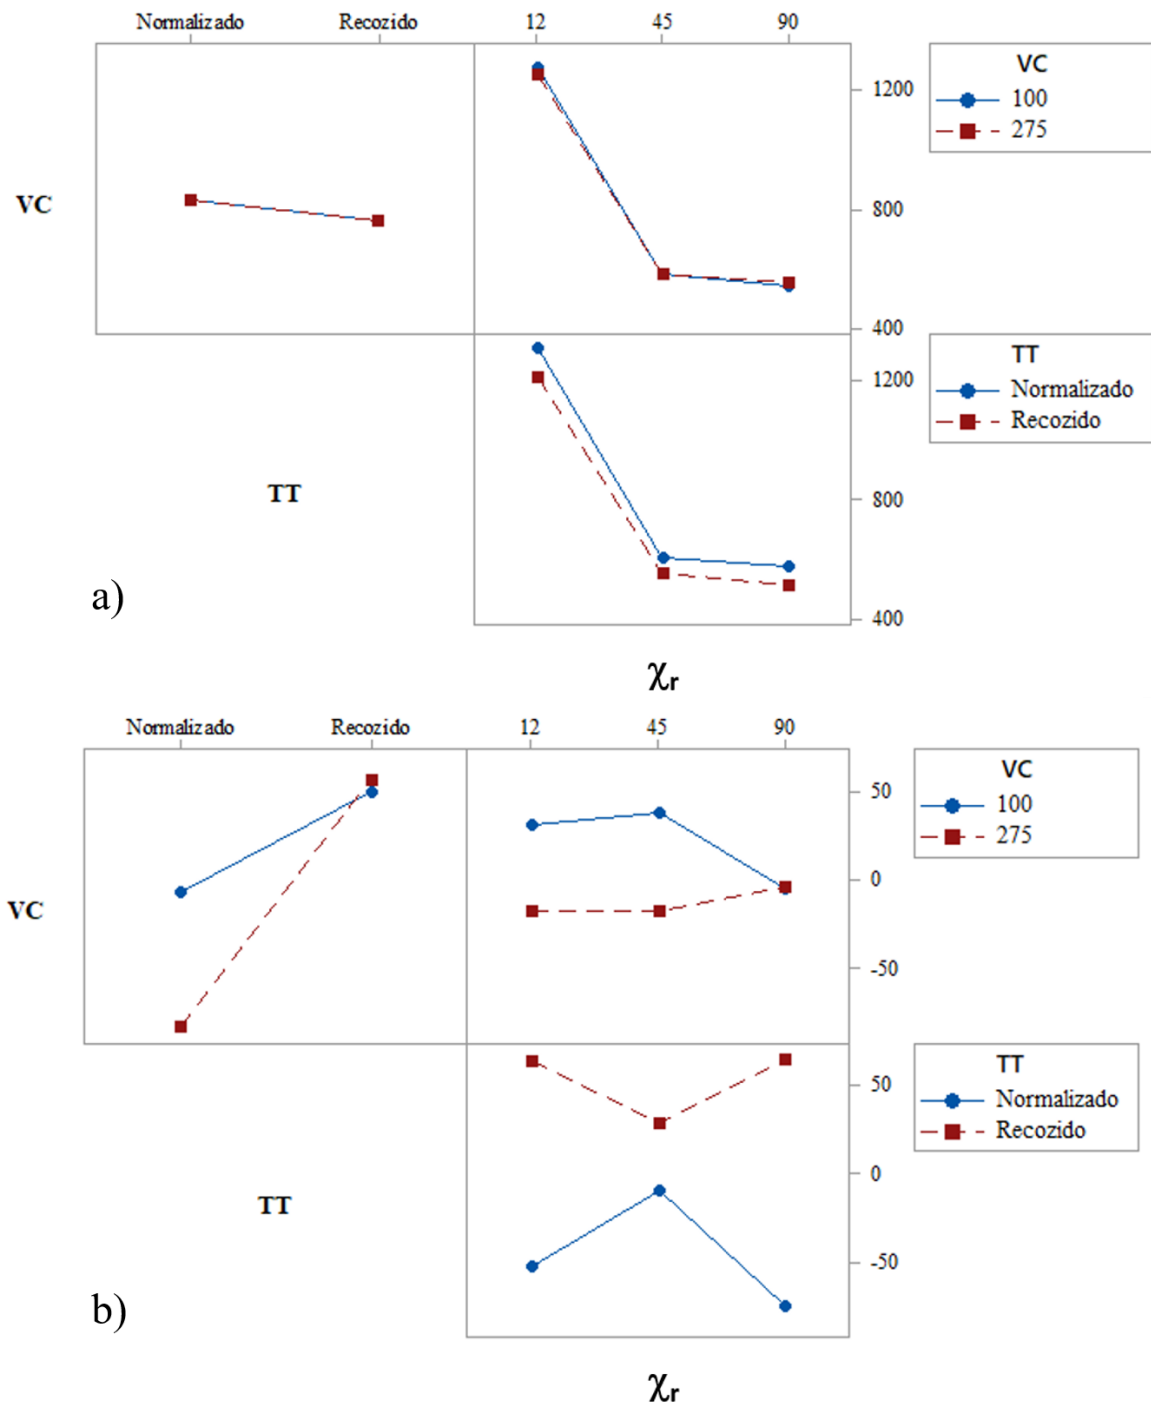 Normalizado Recozido 12 45 90
VC
100
275
1200
800
400
VC
TT
Normalizado
Recozido
1200
800
400
TT
a)
χr
Normalizado Recozido 12 45 90
VC
100
275
50
0
-50
VC
TT
Normalizado
Recozido
50
0
-50
TT
b)
χr